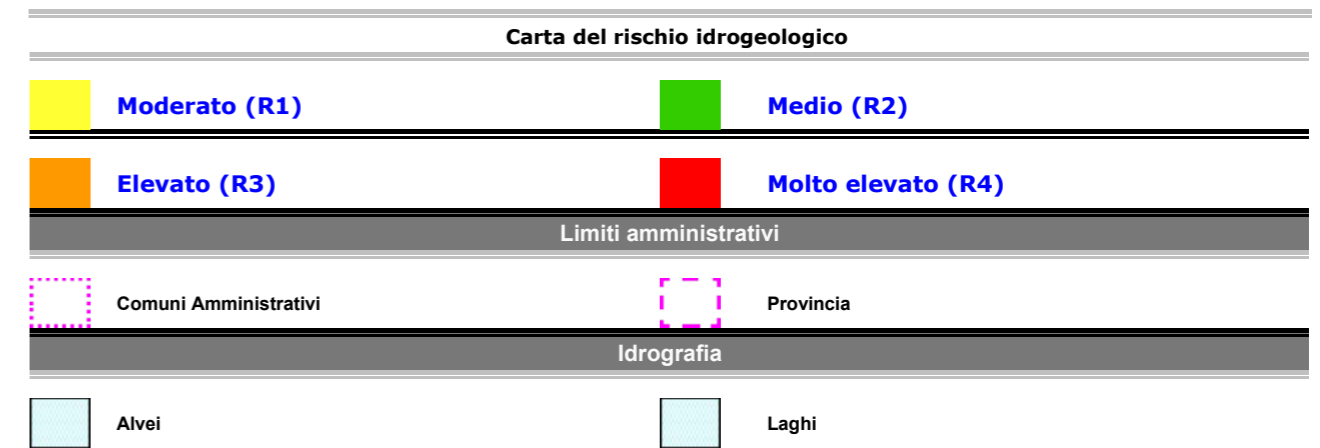 Carta del rischio idrogeologico
Moderato (R1)
Medio (R2)
Elevato (R3)
Molto elevato (R4)
Limiti amministrativi
Comuni Amministrativi
Provincia
Idrografia
Alvei
Laghi